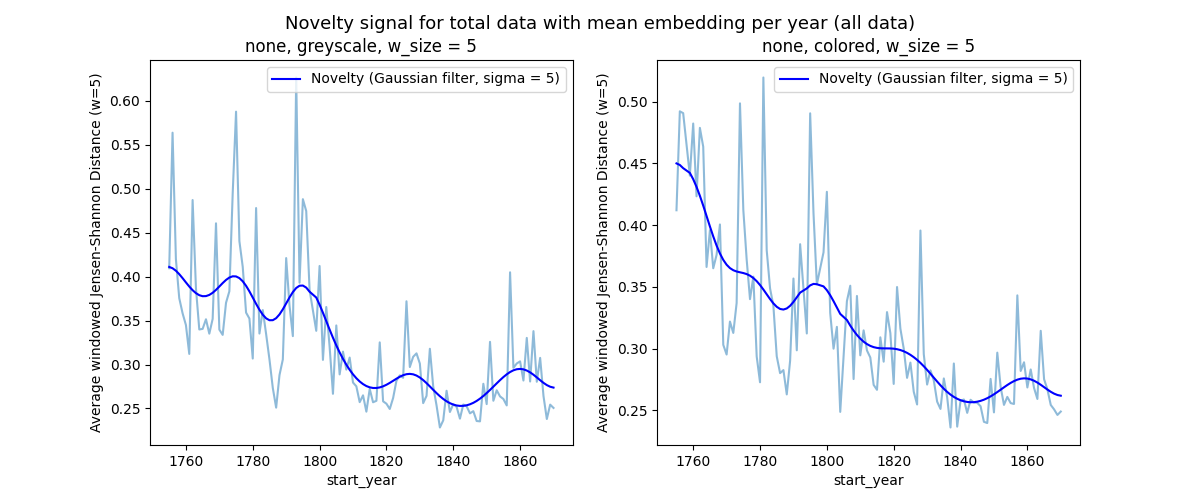 Novelty signal for total data with mean embedding per year (all data)
none, greyscale, w_size = 5
Novelty (Gaussian filter, sigma = 5)
Average windowed Jensen-Shannon Distance (w=5)
0.60
0.55
0.50
0.45
0.40
0.35
0.30
0.25
1760 1780 1800 1820 1840 1860
start_year
none, colored, w_size = 5
Novelty (Gaussian filter, sigma = 5)
Average windowed Jensen-Shannon Distance (w=5)
0.50
0.45
0.40
0.35
0.30
0.25
1760 1780 1800 1820 1840 1860
start_year